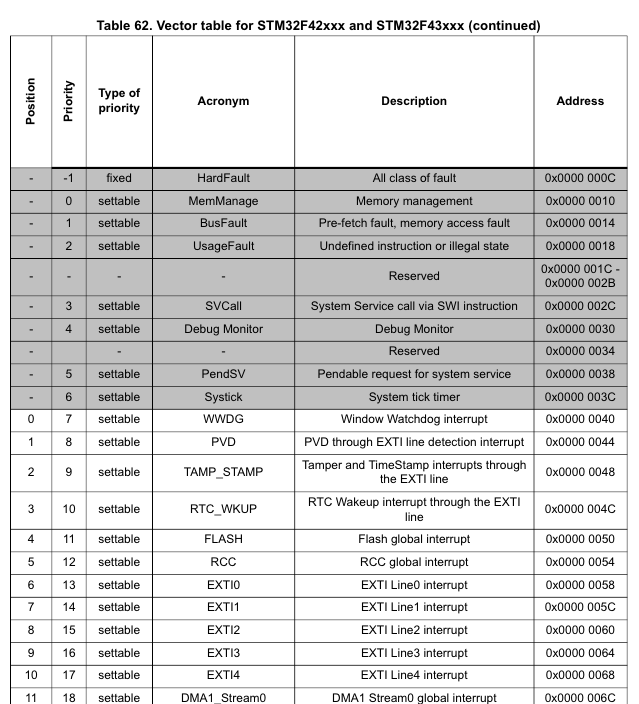 Table 62. Vector table for STM32F42xxx and STM32F43xxx (continued)
Position Priority Type of priority Acronym Description Address
- -1 fixed HardFault All class of fault 0x0000 000C
- 0 settable MemManage Memory management 0x0000 0010
- 1 settable BusFault Pre-fetch fault, memory access fault 0x0000 0014
- 2 settable UsageFault Undefined instruction or illegal state 0x0000 0018
- - - - Reserved 0x0000 001C - 0x0000 002B
- 3 settable SVCall System Service call via SWI instruction 0x0000 002C
- 4 settable Debug Monitor Debug Monitor 0x0000 0030
- - - Reserved 0x0000 0034
- 5 settable PendSV Pendable request for system service 0x0000 0038
- 6 settable Systick System tick timer 0x0000 003C
0 7 settable WWDG Window Watchdog interrupt 0x0000 0040
1 8 settable PVD PVD through EXTI line detection interrupt 0x0000 0044
2 9 settable TAMP_STAMP Tamper and TimeStamp interrupts through the EXTI line 0x0000 0048
3 10 settable RTC_WKUP RTC Wakeup interrupt through the EXTI line 0x0000 004C
4 11 settable FLASH Flash global interrupt 0x0000 0050
5 12 settable RCC RCC global interrupt 0x0000 0054
6 13 settable EXTI0 EXTI Line0 interrupt 0x0000 0058
7 14 settable EXTI1 EXTI Line1 interrupt 0x0000 005C
8 15 settable EXTI2 EXTI Line2 interrupt 0x0000 0060
9 16 settable EXTI3 EXTI Line3 interrupt 0x0000 0064
10 17 settable EXTI4 EXTI Line4 interrupt 0x0000 0068
11 18 settable DMA1_Stream0 DMA1 Stream0 global interrupt 0x0000 006C